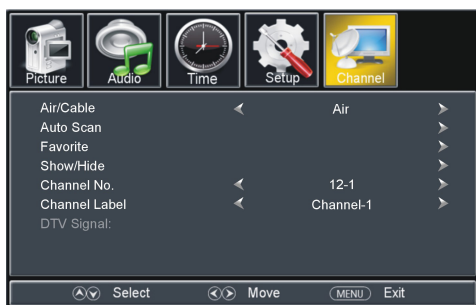 Picture Audio Time Setup Channel
Air/Cable Air
Auto Scan
Favorite
Show/Hide
Channel No. 12-1
Channel Label Channel-1
DTV Signal:
Select Move MENU Exit